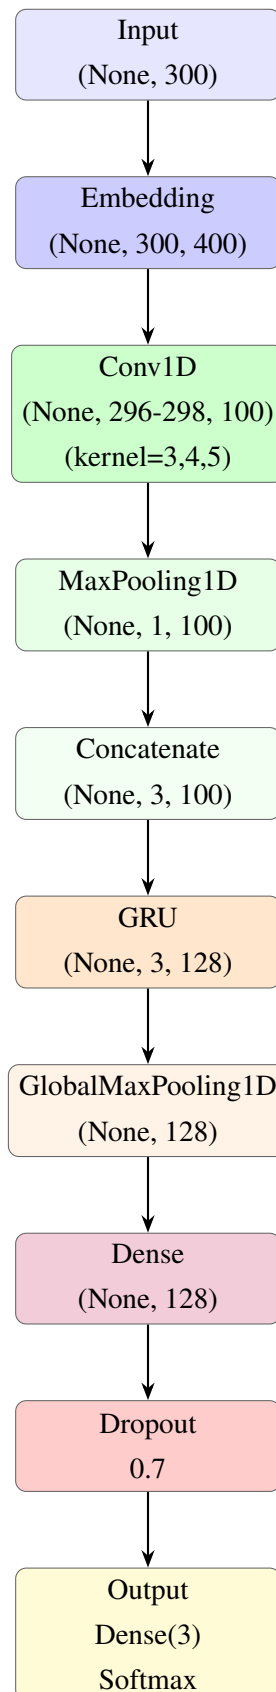 Input
(None, 300)
Embedding
(None, 300, 400)
Conv1D
(None, 296-298, 100)
(kernel=3,4,5)
MaxPooling1D
(None, 1, 100)
Concatenate
(None, 3, 100)
GRU
(None, 3, 128)
GlobalMaxPooling1D
(None, 128)
Dense
(None, 128)
Dropout
0.7
Output
Dense(3)
Softmax